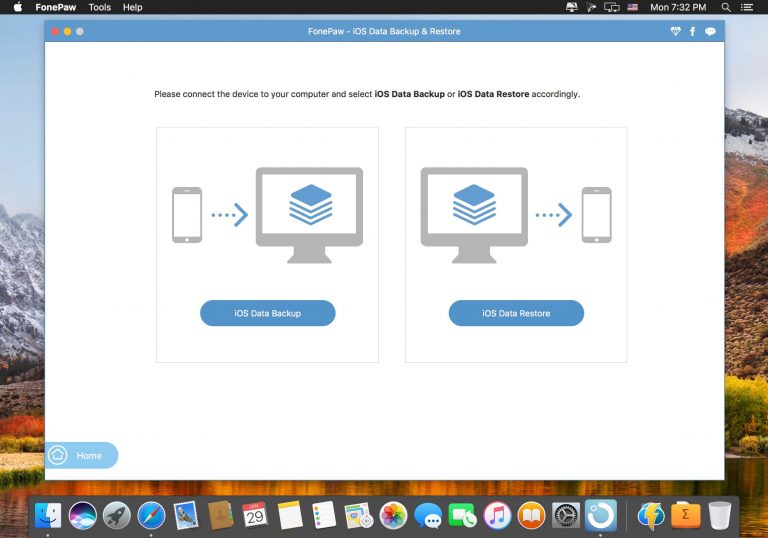 FonePaw Tools Help
Mon 7:32 PM
FonePaw - iOS Data Backup & Restore
Please connect the device to your computer and select iOS Data Backup or iOS Data Restore accordingly.
iOS Data Backup
iOS Data Restore
Home
JAN
29
Σ